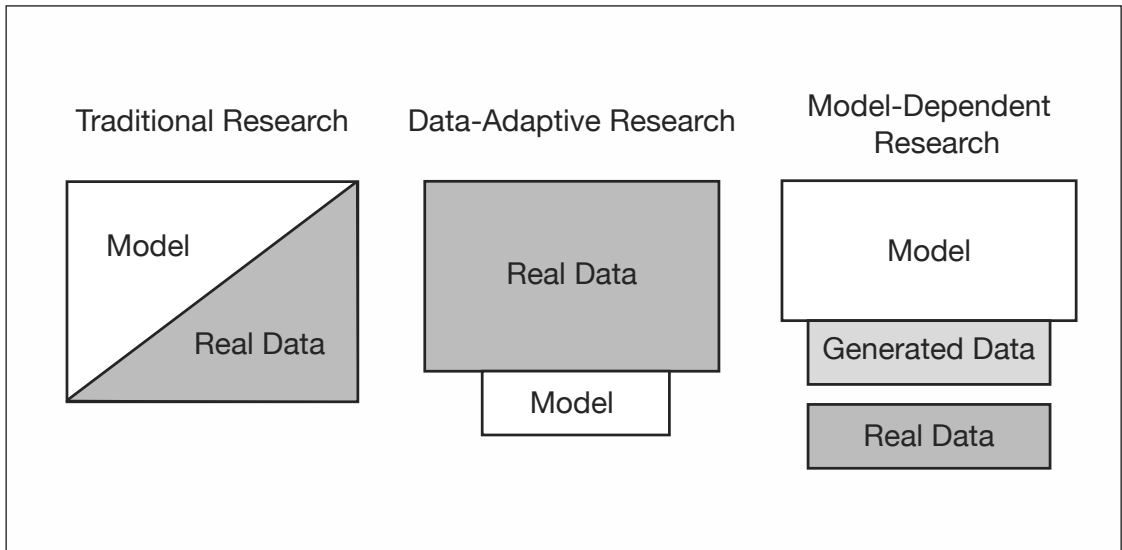 Traditional Research
Data-Adaptive Research
Model-Dependent
Research
Model
Real Data
Real Data
Model
Model
Generated Data
Real Data